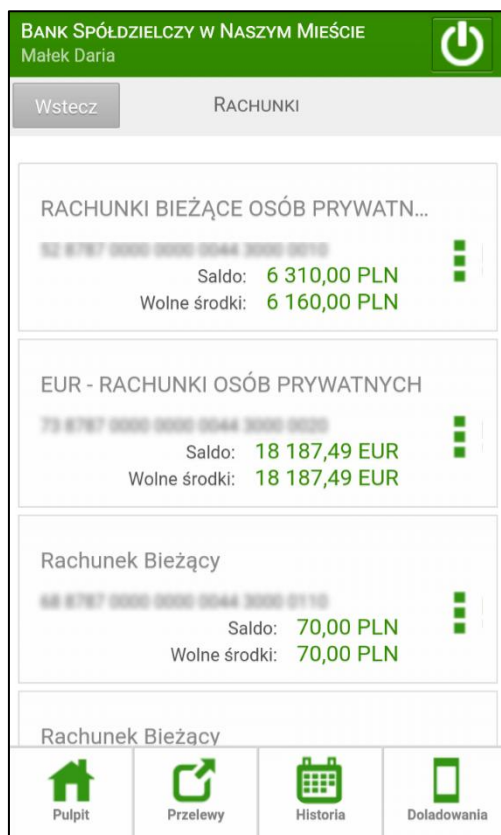 BANK SPÓŁDZIELCZY W NASZYM MIEŚCIE
Małek Daria
Wstecz
RACHUNKI
RACHUNKI BIEŻĄCE OSÓB PRYWATN...
Saldo: 6 310,00 PLN
Wolne środki: 6 160,00 PLN
EUR - RACHUNKI OSÓB PRYWATNYCH
Saldo: 18 187,49 EUR
Wolne środki: 18 187,49 EUR
Rachunek Bieżący
Saldo: 70,00 PLN
Wolne środki: 70,00 PLN
Rachunek Bieżący
Pulpit
Przelewy
Historia
Doladowania